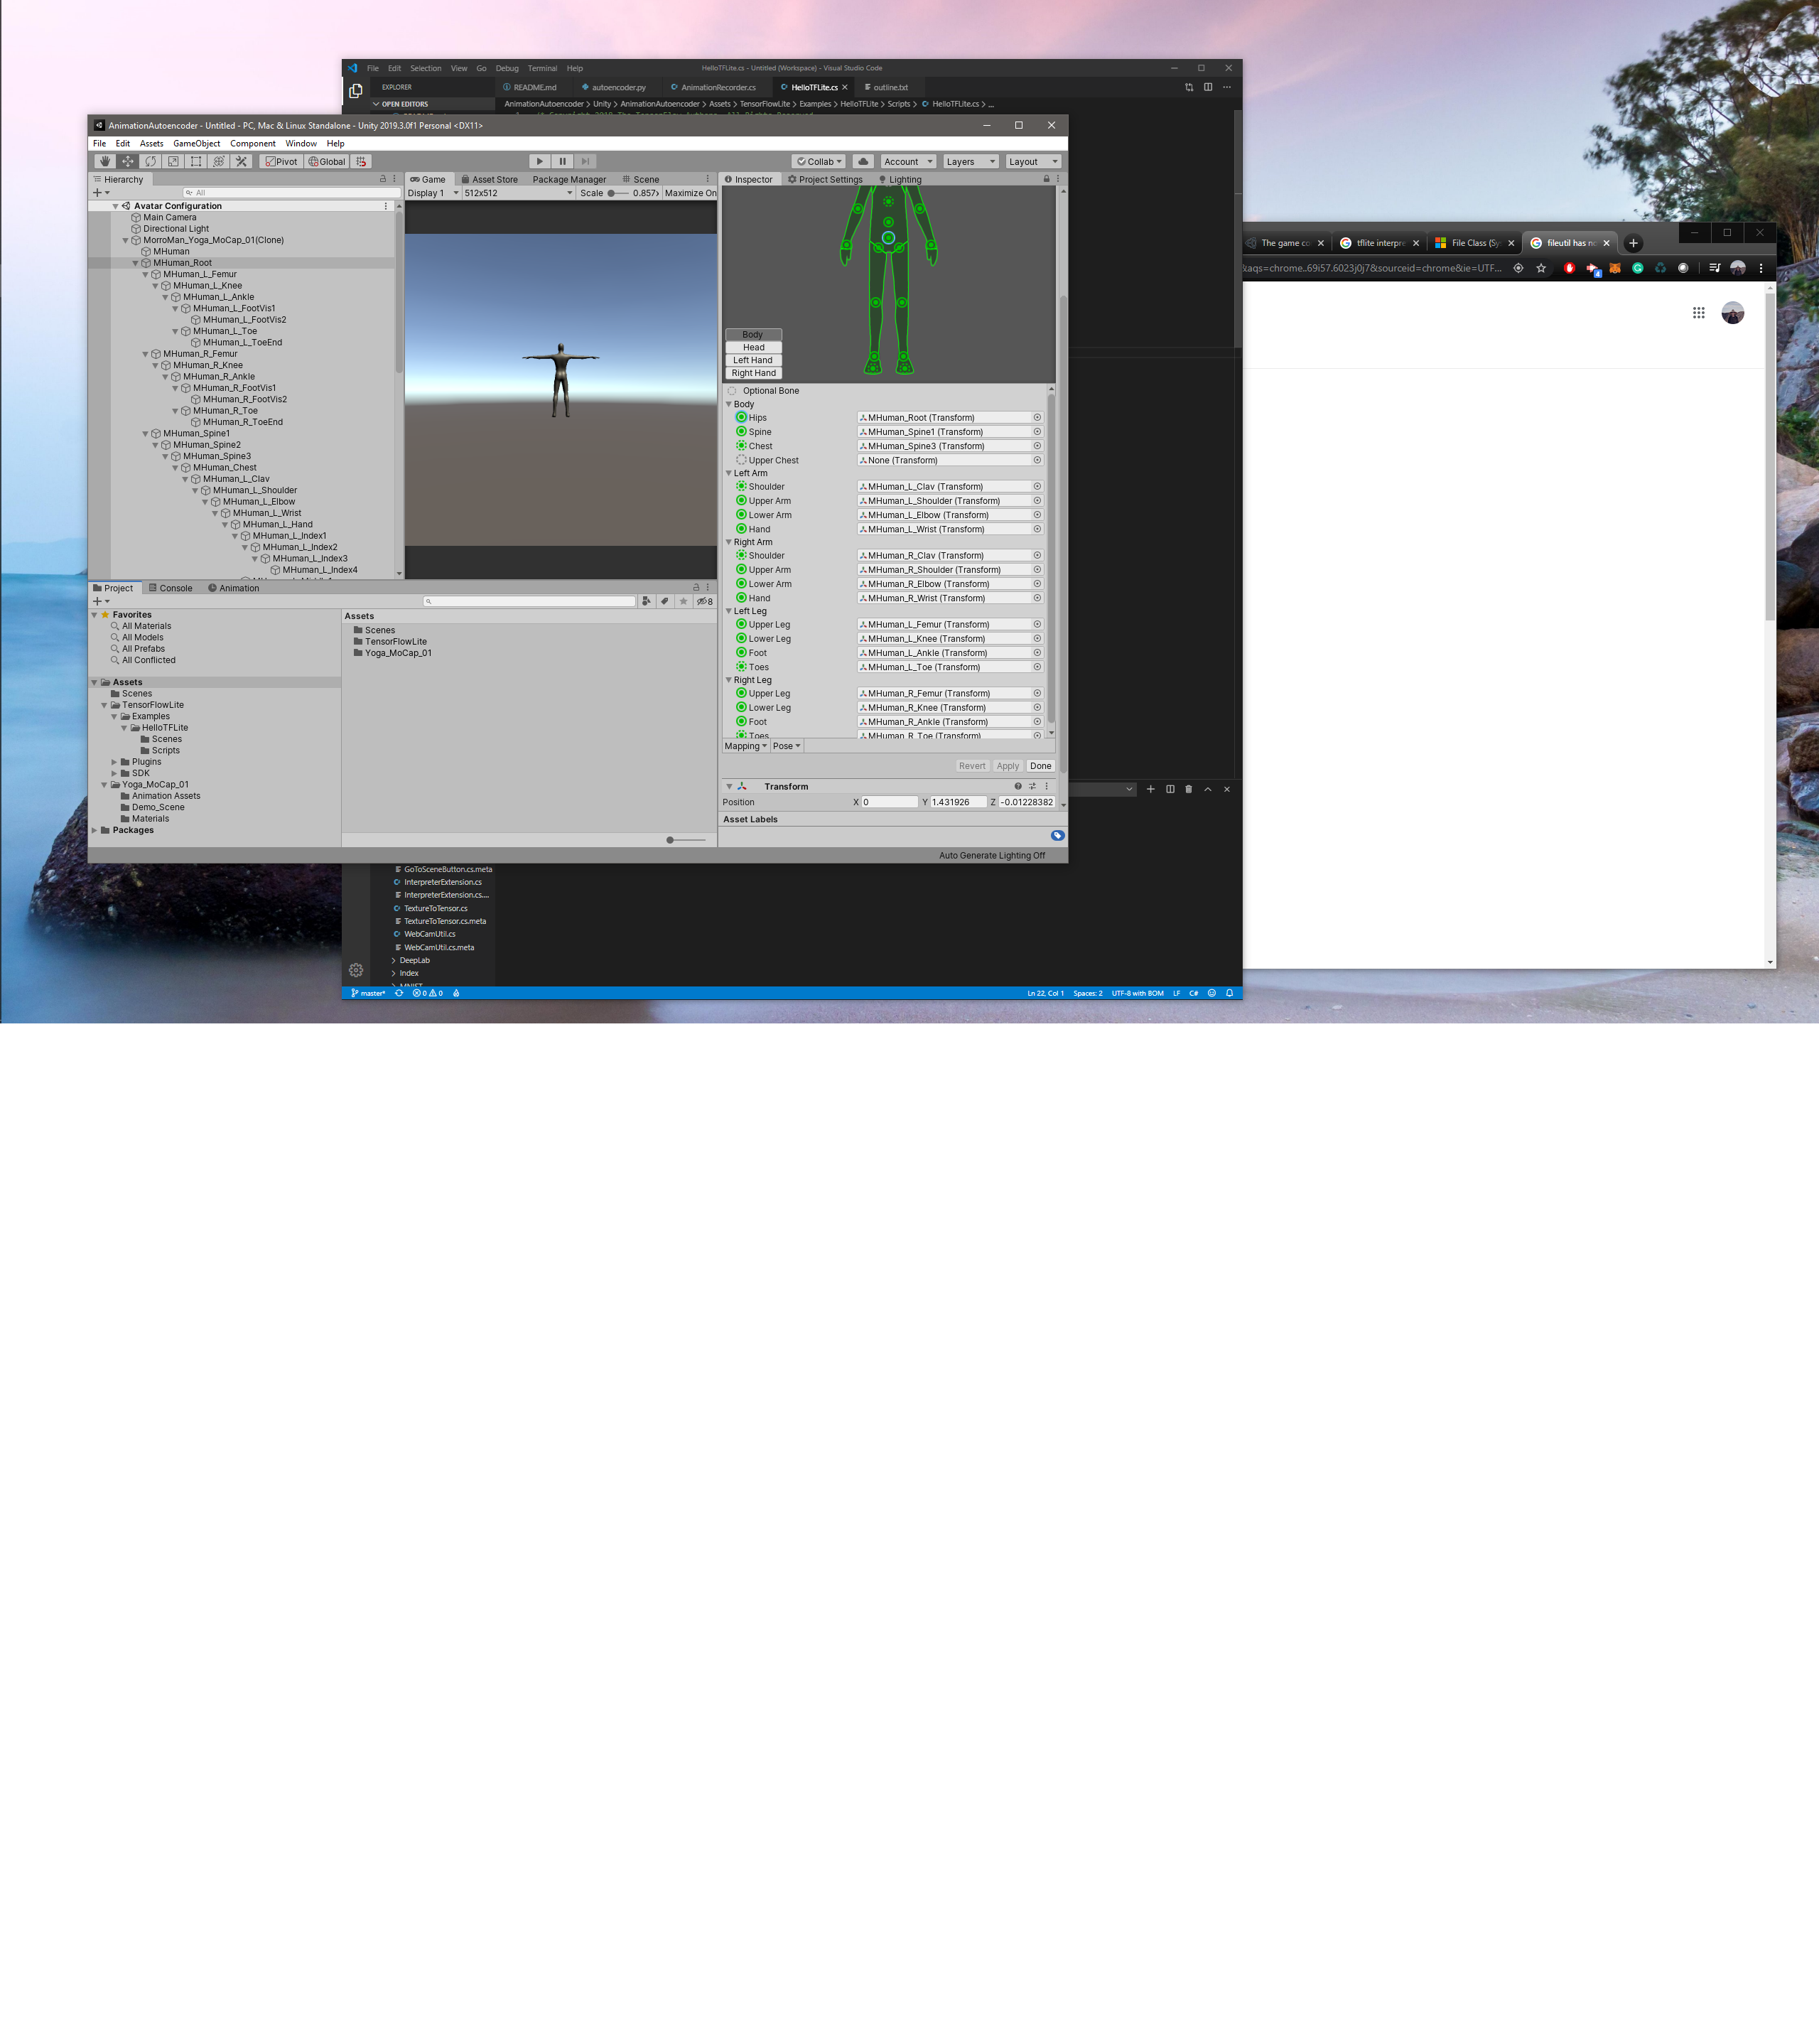 File Edit Selection View Go Debug Terminal Help
HelloTFLite.cs - Untitled (Workspace) - Visual Studio Code
EXPLORER
README.md
autoencoder.py
AnimationRecorder.cs
HelloTFLite.cs
outline.txt
OPEN EDITORS
AnimationAutoencoder > Unity > AnimationAutoencoder > Assets > TensorFlowLite > Examples > HelloTFLite > Scripts > HelloTFLite.cs > ...
AnimationAutoencoder - Untitled - PC, Mac & Linux Standalone - Unity 2019.3.0f1 Personal <DX11>
File Edit Assets GameObject Component Window Help
Pivot Global
Collab Account Layers Layout
Hierarchy
All
Avatar Configuration
Main Camera
Directional Light
MorroMan_Yoga_MoCap_01(Clone)
MHuman
MHuman_Root
MHuman_L_Femur
MHuman_L_Knee
MHuman_L_Ankle
MHuman_L_FootVis1
MHuman_L_FootVis2
MHuman_L_Toe
MHuman_L_ToeEnd
MHuman_R_Femur
MHuman_R_Knee
MHuman_R_Ankle
MHuman_R_FootVis1
MHuman_R_FootVis2
MHuman_R_Toe
MHuman_R_ToeEnd
MHuman_Spine1
MHuman_Spine2
MHuman_Spine3
MHuman_Chest
MHuman_L_Clav
MHuman_L_Shoulder
MHuman_L_Elbow
MHuman_L_Wrist
MHuman_L_Hand
MHuman_L_Index1
MHuman_L_Index2
MHuman_L_Index3
MHuman_L_Index4
Game Asset Store Package Manager Scene
Display 1 512x512 Scale 0.857x Maximize On
Inspector Project Settings Lighting
Body
Head
Left Hand
Right Hand
Optional Bone
Body
Hips MHuman_Root (Transform)
Spine MHuman_Spine1 (Transform)
Chest MHuman_Spine3 (Transform)
Upper Chest None (Transform)
Left Arm
Shoulder MHuman_L_Clav (Transform)
Upper Arm MHuman_L_Shoulder (Transform)
Lower Arm MHuman_L_Elbow (Transform)
Hand MHuman_L_Wrist (Transform)
Right Arm
Shoulder MHuman_R_Clav (Transform)
Upper Arm MHuman_R_Shoulder (Transform)
Lower Arm MHuman_R_Elbow (Transform)
Hand MHuman_R_Wrist (Transform)
Left Leg
Upper Leg MHuman_L_Femur (Transform)
Lower Leg MHuman_L_Knee (Transform)
Foot MHuman_L_Ankle (Transform)
Toes MHuman_L_Toe (Transform)
Right Leg
Upper Leg MHuman_R_Femur (Transform)
Lower Leg MHuman_R_Knee (Transform)
Foot MHuman_R_Ankle (Transform)
Toes MHuman_R_Toe (Transform)
Mapping Pose
Revert Apply Done
Transform
Position X 0 Y 1.431926 Z -0.01228382
Asset Labels
Auto Generate Lighting Off
Project Console Animation
8
Favorites
All Materials
All Models
All Prefabs
All Conflicted
Assets
Scenes
TensorFlowLite
Examples
HelloTFLite
Scenes
Scripts
Plugins
SDK
Yoga_MoCap_01
Animation Assets
Demo_Scene
Materials
Packages
Assets
Scenes
TensorFlowLite
Yoga_MoCap_01
GoToSceneButton.cs.meta
InterpreterExtension.cs
InterpreterExtension.cs....
TextureToTensor.cs
TextureToTensor.cs.meta
WebCamUtil.cs
WebCamUtil.cs.meta
DeepLab
Index
master* 0 0
Ln 22, Col 1 Spaces: 2 UTF-8 with BOM LF C#
The game co
tflite interpre
File Class (Sy
fileutil has no
&aqs=chrome..69i57.6023j0j7&sourceid=chrome&ie=UTF...
4